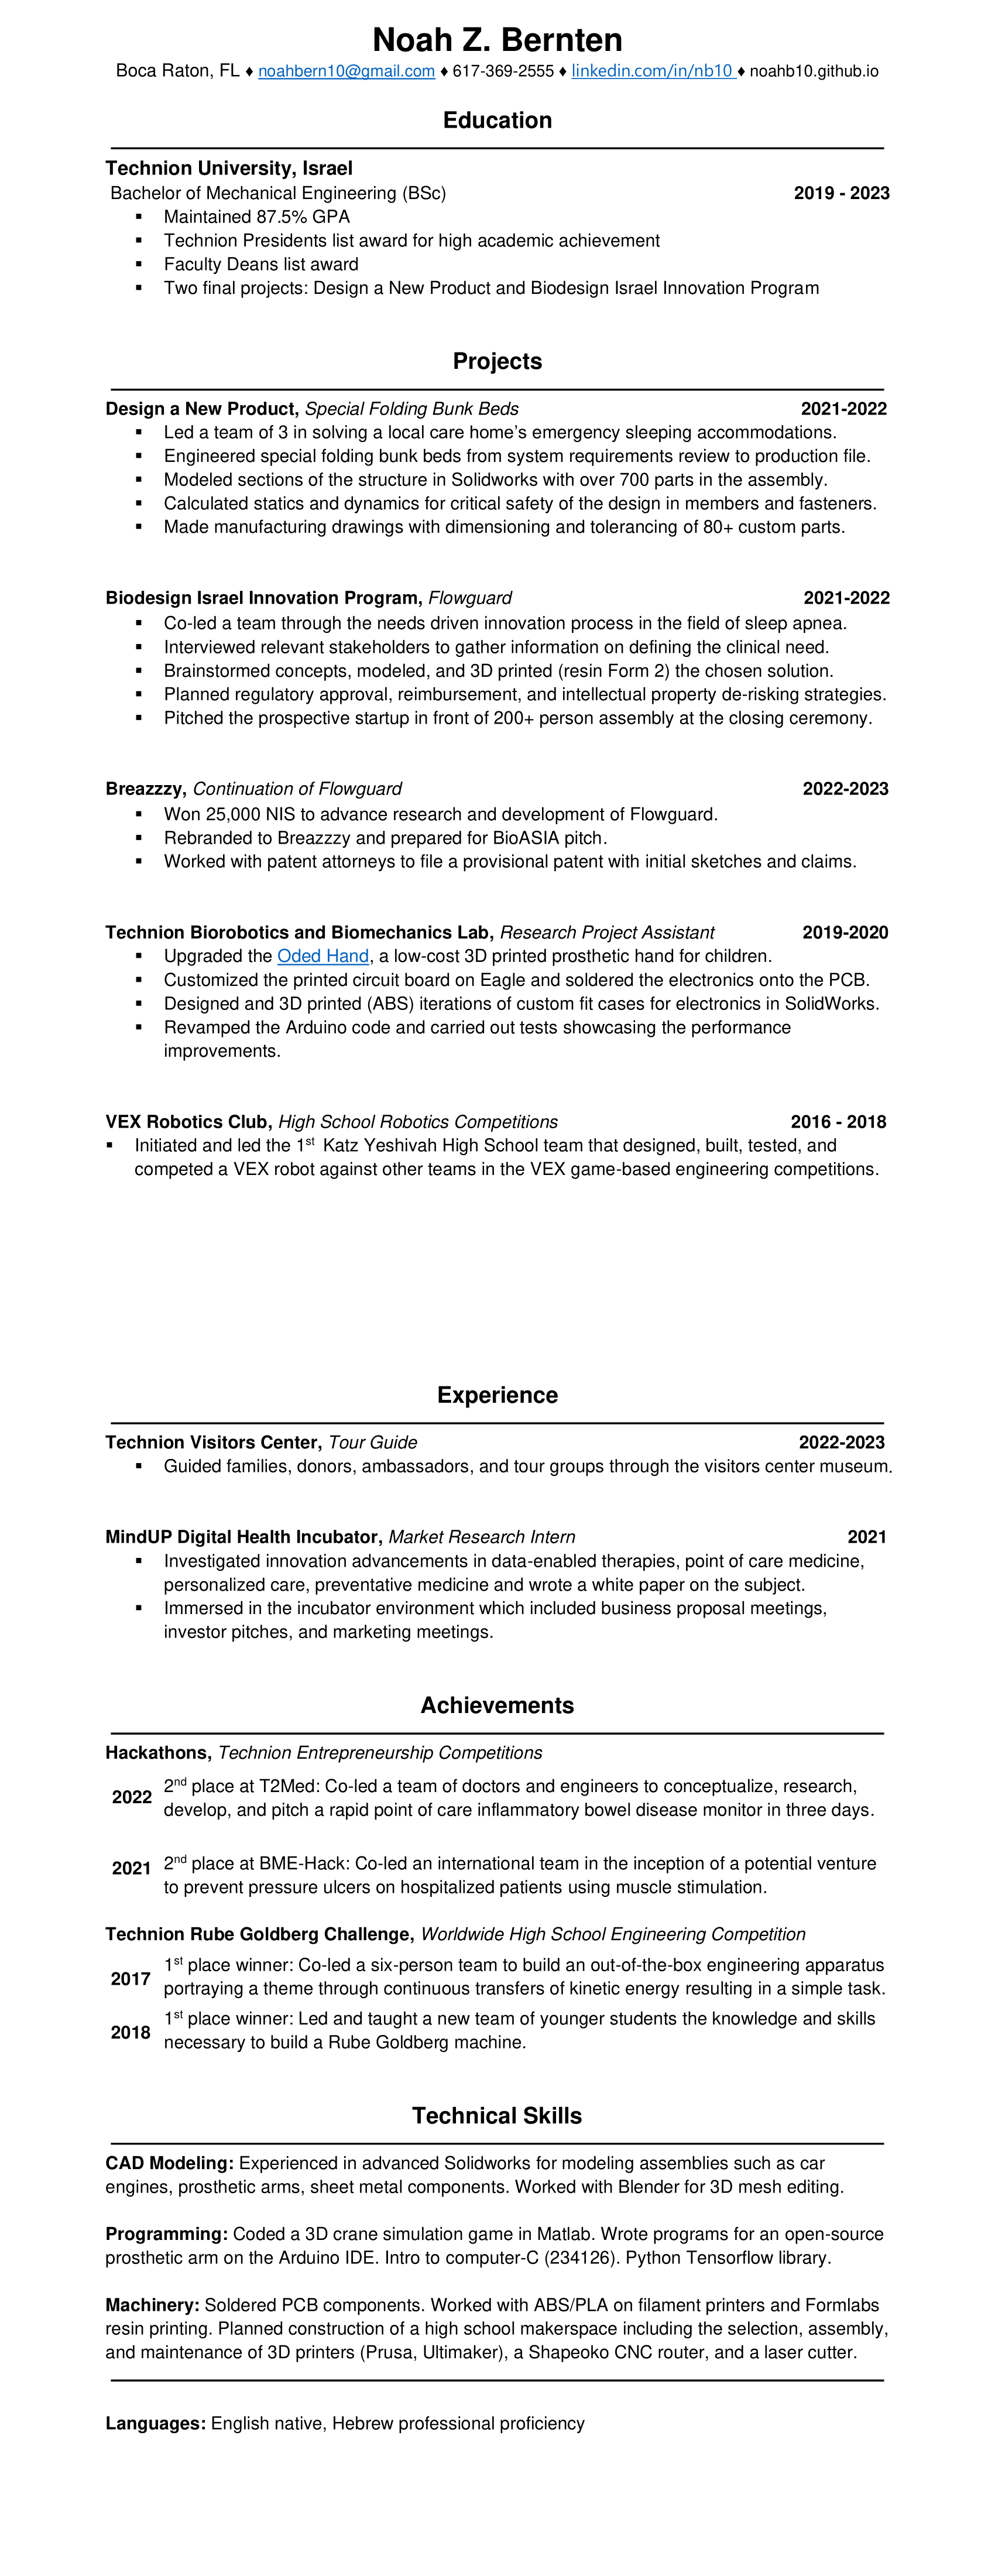 Noah Z. Bernten
Boca Raton, FL ♦ noahbern10@gmail.com ♦ 617-369-2555 ♦ linkedin.com/in/nb10 ♦ noahb10.github.io
Education
Technion University, Israel
Bachelor of Mechanical Engineering (BSc) 2019 - 2023
▪ Maintained 87.5% GPA
▪ Technion Presidents list award for high academic achievement
▪ Faculty Deans list award
▪ Two final projects: Design a New Product and Biodesign Israel Innovation Program
Projects
Design a New Product, Special Folding Bunk Beds 2021-2022
▪ Led a team of 3 in solving a local care home’s emergency sleeping accommodations.
▪ Engineered special folding bunk beds from system requirements review to production file.
▪ Modeled sections of the structure in Solidworks with over 700 parts in the assembly.
▪ Calculated statics and dynamics for critical safety of the design in members and fasteners.
▪ Made manufacturing drawings with dimensioning and tolerancing of 80+ custom parts.
Biodesign Israel Innovation Program, Flowguard 2021-2022
▪ Co-led a team through the needs driven innovation process in the field of sleep apnea.
▪ Interviewed relevant stakeholders to gather information on defining the clinical need.
▪ Brainstormed concepts, modeled, and 3D printed (resin Form 2) the chosen solution.
▪ Planned regulatory approval, reimbursement, and intellectual property de-risking strategies.
▪ Pitched the prospective startup in front of 200+ person assembly at the closing ceremony.
Breazzzy, Continuation of Flowguard 2022-2023
▪ Won 25,000 NIS to advance research and development of Flowguard.
▪ Rebranded to Breazzzy and prepared for BioASIA pitch.
▪ Worked with patent attorneys to file a provisional patent with initial sketches and claims.
Technion Biorobotics and Biomechanics Lab, Research Project Assistant 2019-2020
▪ Upgraded the Oded Hand, a low-cost 3D printed prosthetic hand for children.
▪ Customized the printed circuit board on Eagle and soldered the electronics onto the PCB.
▪ Designed and 3D printed (ABS) iterations of custom fit cases for electronics in SolidWorks.
▪ Revamped the Arduino code and carried out tests showcasing the performance
improvements.
VEX Robotics Club, High School Robotics Competitions 2016 - 2018
▪ Initiated and led the 1st Katz Yeshivah High School team that designed, built, tested, and
competed a VEX robot against other teams in the VEX game-based engineering competitions.
Experience
Technion Visitors Center, Tour Guide 2022-2023
▪ Guided families, donors, ambassadors, and tour groups through the visitors center museum.
MindUP Digital Health Incubator, Market Research Intern 2021
▪ Investigated innovation advancements in data-enabled therapies, point of care medicine,
personalized care, preventative medicine and wrote a white paper on the subject.
▪ Immersed in the incubator environment which included business proposal meetings,
investor pitches, and marketing meetings.
Achievements
Hackathons, Technion Entrepreneurship Competitions
2022 2nd place at T2Med: Co-led a team of doctors and engineers to conceptualize, research,
develop, and pitch a rapid point of care inflammatory bowel disease monitor in three days.
2021 2nd place at BME-Hack: Co-led an international team in the inception of a potential venture
to prevent pressure ulcers on hospitalized patients using muscle stimulation.
Technion Rube Goldberg Challenge, Worldwide High School Engineering Competition
2017 1st place winner: Co-led a six-person team to build an out-of-the-box engineering apparatus
portraying a theme through continuous transfers of kinetic energy resulting in a simple task.
2018 1st place winner: Led and taught a new team of younger students the knowledge and skills
necessary to build a Rube Goldberg machine.
Technical Skills
CAD Modeling: Experienced in advanced Solidworks for modeling assemblies such as car
engines, prosthetic arms, sheet metal components. Worked with Blender for 3D mesh editing.
Programming: Coded a 3D crane simulation game in Matlab. Wrote programs for an open-source
prosthetic arm on the Arduino IDE. Intro to computer-C (234126). Python Tensorflow library.
Machinery: Soldered PCB components. Worked with ABS/PLA on filament printers and Formlabs
resin printing. Planned construction of a high school makerspace including the selection, assembly,
and maintenance of 3D printers (Prusa, Ultimaker), a Shapeoko CNC router, and a laser cutter.
Languages: English native, Hebrew professional proficiency